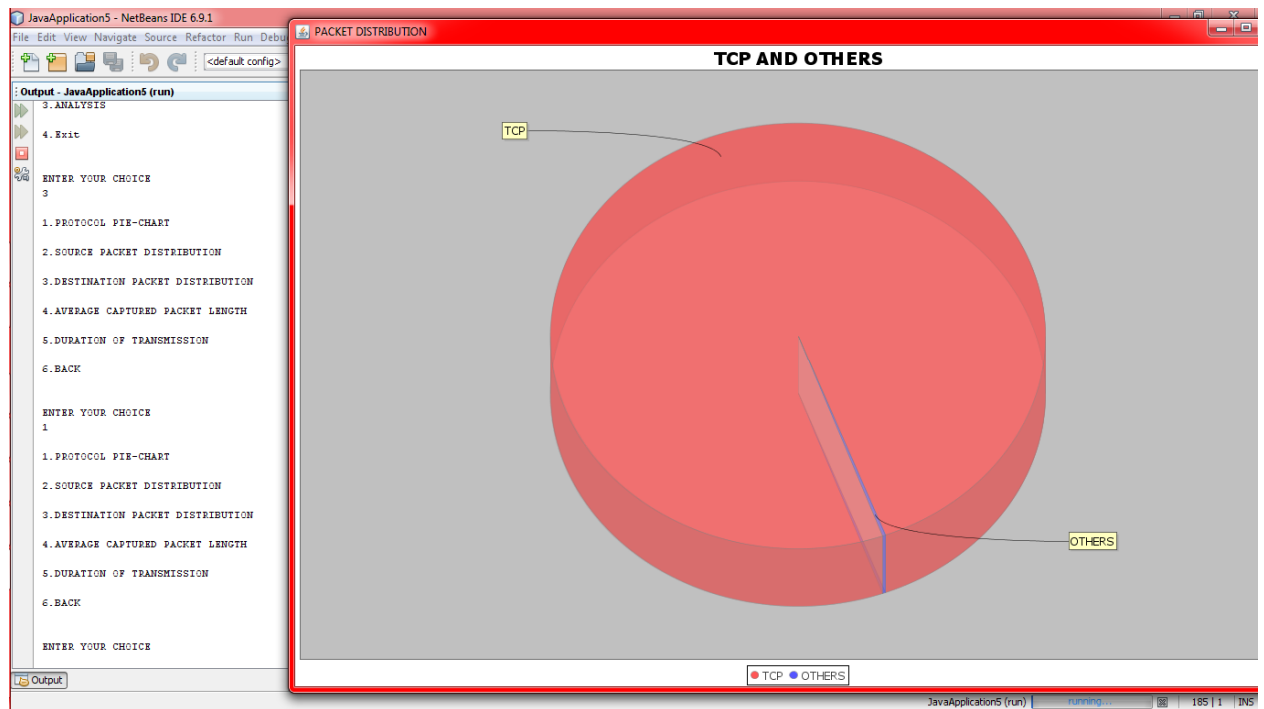 JavaApplication5 - NetBeans IDE 6.9.1
File Edit View Navigate Source Refactor Run Debu
<default config>
Output - JavaApplication5 (run)
3.ANALYSIS
4.Exit
ENTER YOUR CHOICE
3
1.PROTOCOL PIE-CHART
2.SOURCE PACKET DISTRIBUTION
3.DESTINATION PACKET DISTRIBUTION
4.AVERAGE CAPTURED PACKET LENGTH
5.DURATION OF TRANSMISSION
6.BACK
ENTER YOUR CHOICE
1
1.PROTOCOL PIE-CHART
2.SOURCE PACKET DISTRIBUTION
3.DESTINATION PACKET DISTRIBUTION
4.AVERAGE CAPTURED PACKET LENGTH
5.DURATION OF TRANSMISSION
6.BACK
ENTER YOUR CHOICE
Output
PACKET DISTRIBUTION
TCP AND OTHERS
TCP
OTHERS
TCP OTHERS
JavaApplication5 (run) running... 185 | 1 INS